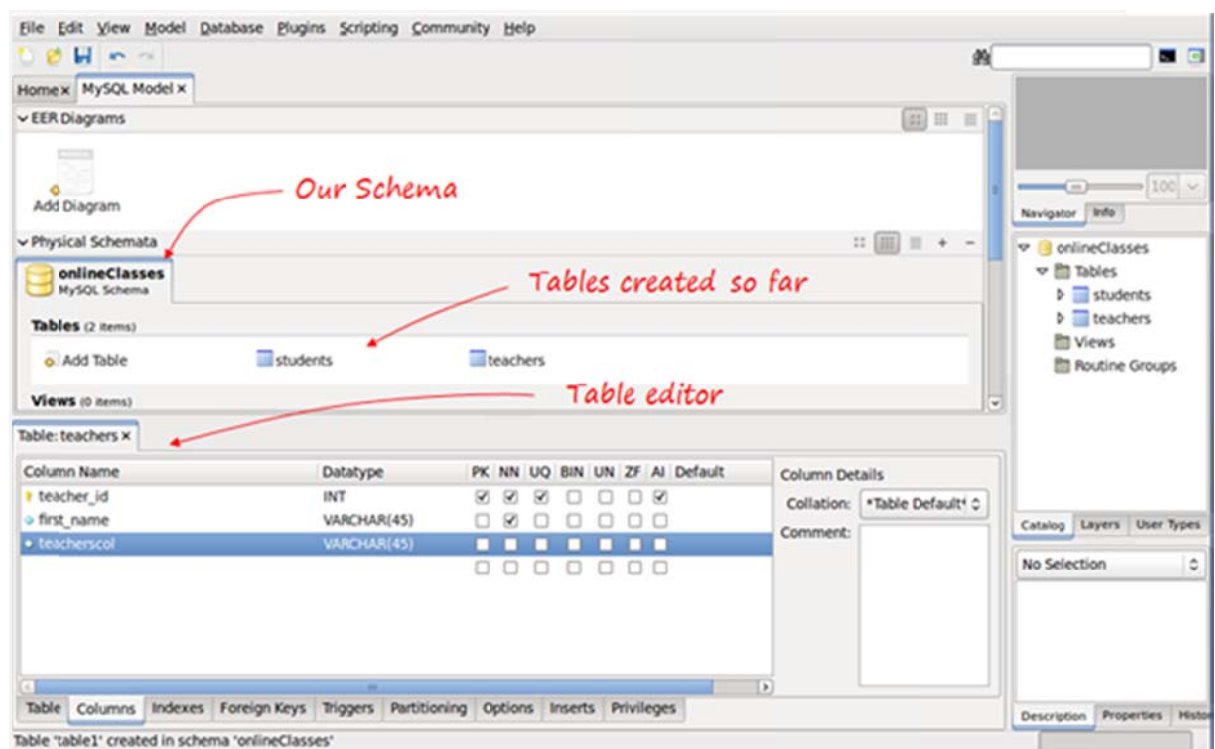 File Edit View Model Database Plugins Scripting Community Help
Home× MySQL Model ×
EER Diagrams
Add Diagram
Our Schema
Physical Schemata
onlineClasses
MySQL Schema
Tables created so far
Tables (2 items)
Add Table students teachers
Views (0 items)
Table editor
Table: teachers ×
Column Name Datatype PK NN UQ BIN UN ZF AI Default
teacher_id INT
first_name VARCHAR(45)
teacherscol VARCHAR(45)
Column Details
Collation: *Table Default*
Comment:
Table Columns Indexes Foreign Keys Triggers Partitioning Options Inserts Privileges
Table 'table1' created in schema 'onlineClasses'
100
Navigator Info
onlineClasses
Tables
students
teachers
Views
Routine Groups
Catalog Layers User Types
No Selection
Description Properties Histor